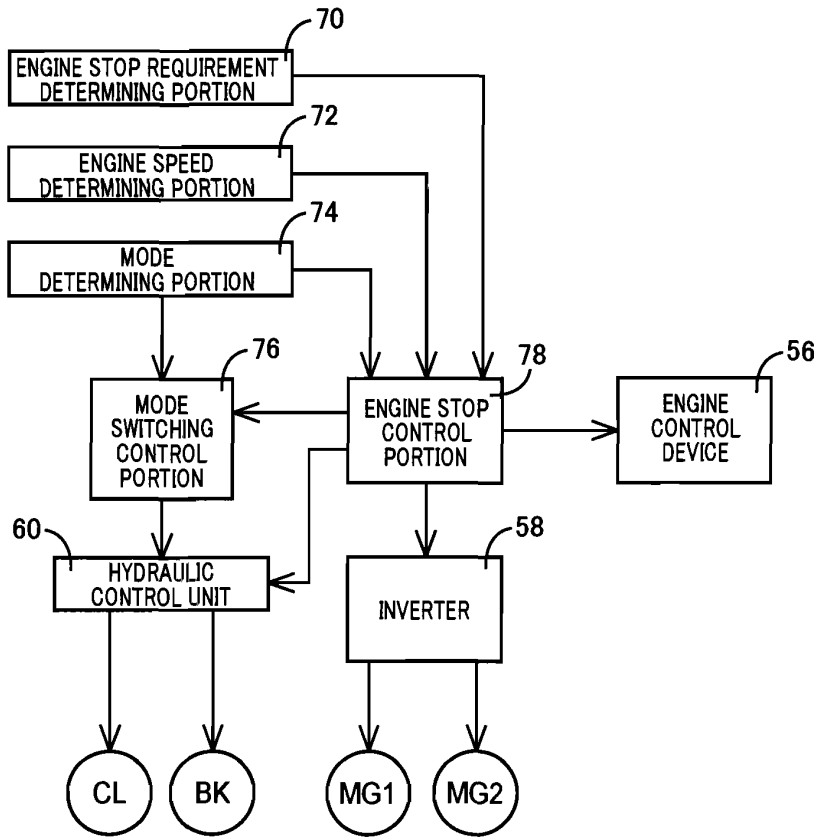 70
ENGINE STOP REQUIREMENT
DETERMINING PORTION
72
ENGINE SPEED
DETERMINING PORTION
74
MODE
DETERMINING PORTION
76
MODE
SWITCHING
CONTROL
PORTION
78
ENGINE STOP
CONTROL
PORTION
56
ENGINE
CONTROL
DEVICE
60
HYDRAULIC
CONTROL UNIT
58
INVERTER
CL
BK
MG1
MG2